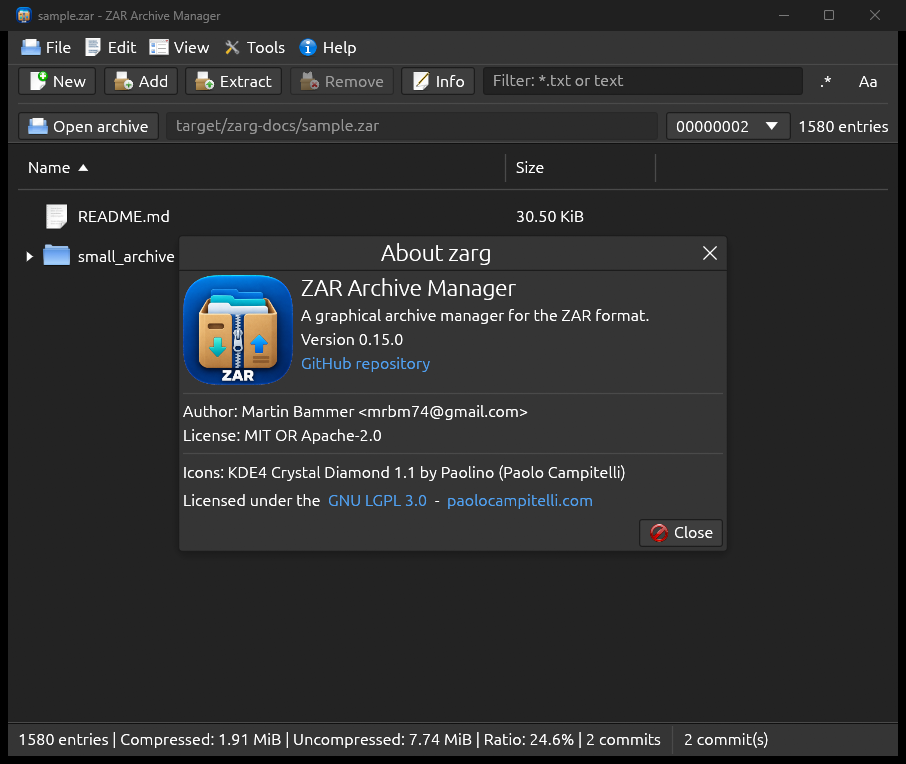 sample.zar - ZAR Archive Manager
File Edit View Tools Help
New Add Extract Remove Info Filter: *.txt or text .* Aa
Open archive target/zarg-docs/sample.zar 00000002 1580 entries
Name Size
README.md 30.50 KiB
small_archive
About zarg
ZAR Archive Manager
A graphical archive manager for the ZAR format.
Version 0.15.0
GitHub repository
ZAR
Author: Martin Bammer <mrbm74@gmail.com>
License: MIT OR Apache-2.0
Icons: KDE4 Crystal Diamond 1.1 by Paolino (Paolo Campitelli)
Licensed under the GNU LGPL 3.0 - paolocampitelli.com
Close
1580 entries | Compressed: 1.91 MiB | Uncompressed: 7.74 MiB | Ratio: 24.6% | 2 commits 2 commit(s)